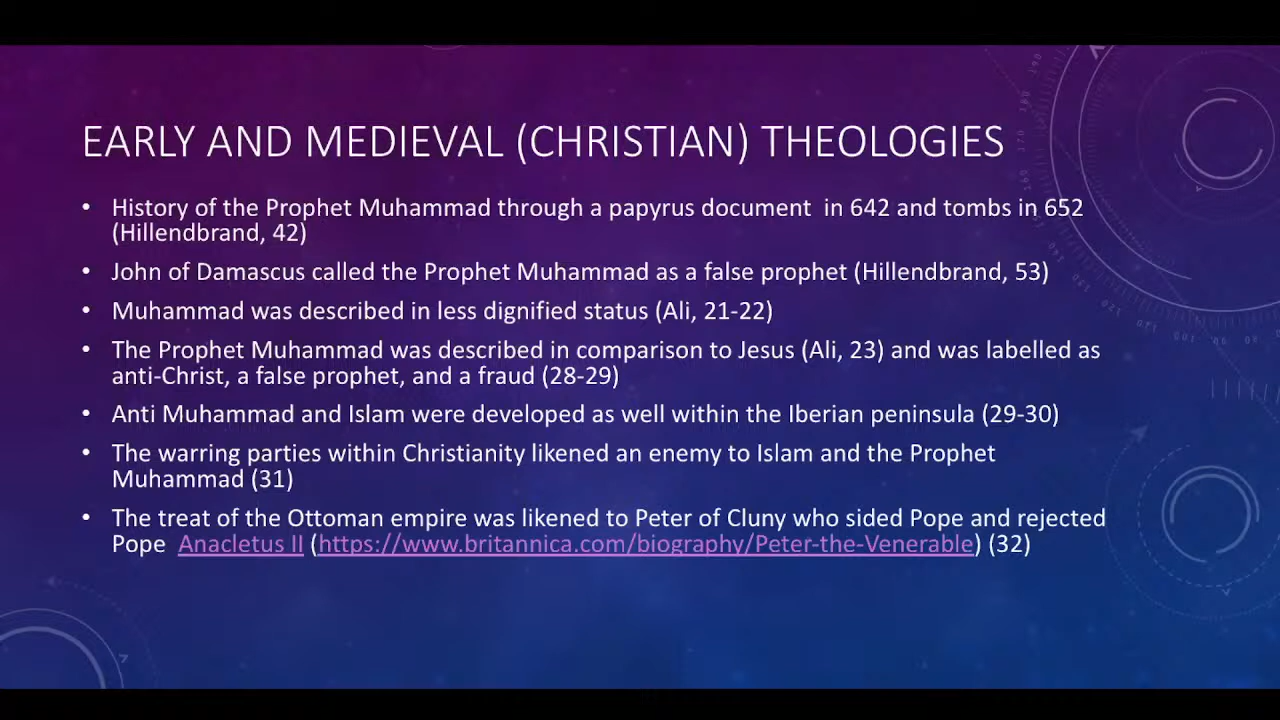 EARLY AND MEDIEVAL (CHRISTIAN) THEOLOGIES
• History of the Prophet Muhammad through a papyrus document in 642 and tombs in 652
(Hillendbrand, 42)
• John of Damascus called the Prophet Muhammad as a false prophet (Hillendbrand, 53)
• Muhammad was described in less dignified status (Ali, 21-22)
• The Prophet Muhammad was described in comparison to Jesus (Ali, 23) and was labelled as
anti-Christ, a false prophet, and a fraud (28-29)
• Anti Muhammad and Islam were developed as well within the Iberian peninsula (29-30)
• The warring parties within Christianity likened an enemy to Islam and the Prophet
Muhammad (31)
• The treat of the Ottoman empire was likened to Peter of Cluny who sided Pope and rejected
Pope Anacletus II (https://www.britannica.com/biography/Peter-the-Venerable) (32)